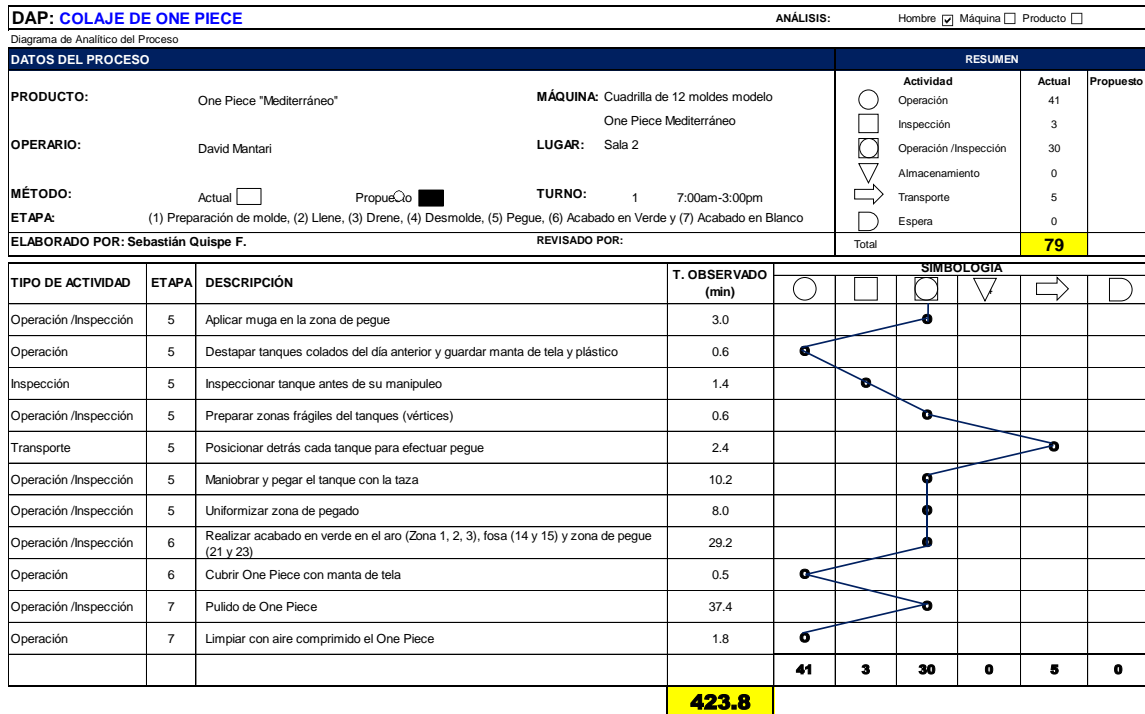 DAP: COLAJE DE ONE PIECE ANÁLISIS: Hombre Máquina Producto
Diagrama de Analítico del Proceso
DATOS DEL PROCESO RESUMEN
Actividad Actual Propuesto
PRODUCTO: One Piece "Mediterráneo" MÁQUINA: Cuadrilla de 12 moldes modelo
One Piece Mediterráneo
Operación 41
Inspección 3
OPERARIO: David Mantari LUGAR: Sala 2
Operación /Inspección 30
Almacenamiento 0
MÉTODO: Actual Propuesto TURNO: 1 7:00am-3:00pm
Transporte 5
ETAPA: (1) Preparación de molde, (2) Llene, (3) Drene, (4) Desmolde, (5) Pegue, (6) Acabado en Verde y (7) Acabado en Blanco
Espera 0
ELABORADO POR: Sebastián Quispe F. REVISADO POR: Total 79
TIPO DE ACTIVIDAD ETAPA DESCRIPCIÓN T. OBSERVADO (min) SIMBOLOGIA
Operación /Inspección 5 Aplicar muga en la zona de pegue 3.0
Operación 5 Destapar tanques colados del día anterior y guardar manta de tela y plástico 0.6
Inspección 5 Inspeccionar tanque antes de su manipuleo 1.4
Operación /Inspección 5 Preparar zonas frágiles del tanques (vértices) 0.6
Transporte 5 Posicionar detrás cada tanque para efectuar pegue 2.4
Operación /Inspección 5 Maniobrar y pegar el tanque con la taza 10.2
Operación /Inspección 5 Uniformizar zona de pegado 8.0
Operación /Inspección 6 Realizar acabado en verde en el aro (Zona 1, 2, 3), fosa (14 y 15) y zona de pegue (21 y 23) 29.2
Operación 6 Cubrir One Piece con manta de tela 0.5
Operación /Inspección 7 Pulido de One Piece 37.4
Operación 7 Limpiar con aire comprimido el One Piece 1.8
41 3 30 0 5 0
423.8